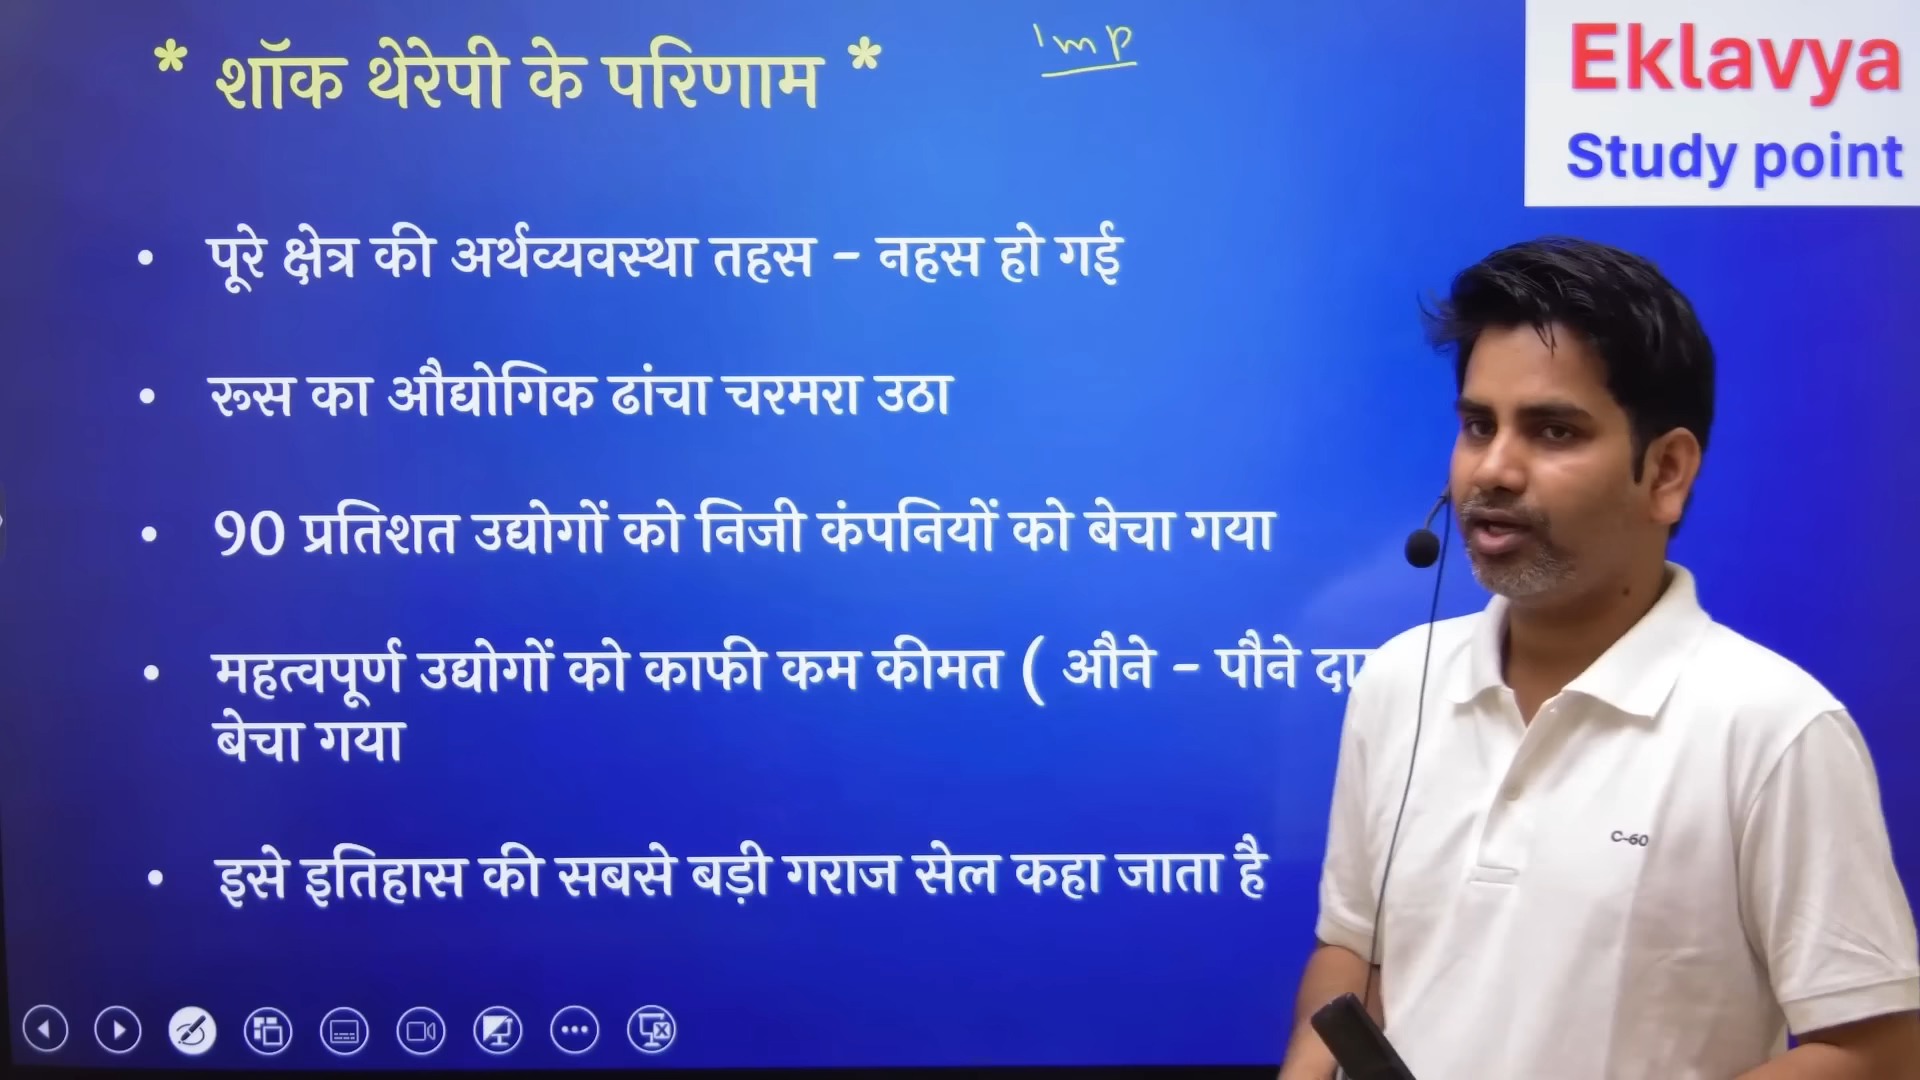 * शॉक थेरेपी के परिणाम *
Imp
Eklavya
Study point
• पूरे क्षेत्र की अर्थव्यवस्था तहस - नहस हो गई
• रूस का औद्योगिक ढांचा चरमरा उठा
• 90 प्रतिशत उद्योगों को निजी कंपनियों को बेचा गया
• महत्वपूर्ण उद्योगों को काफी कम कीमत ( औने - पौने
बेचा गया
• इसे इतिहास की सबसे बड़ी गराज सेल कहा जाता है
C-60